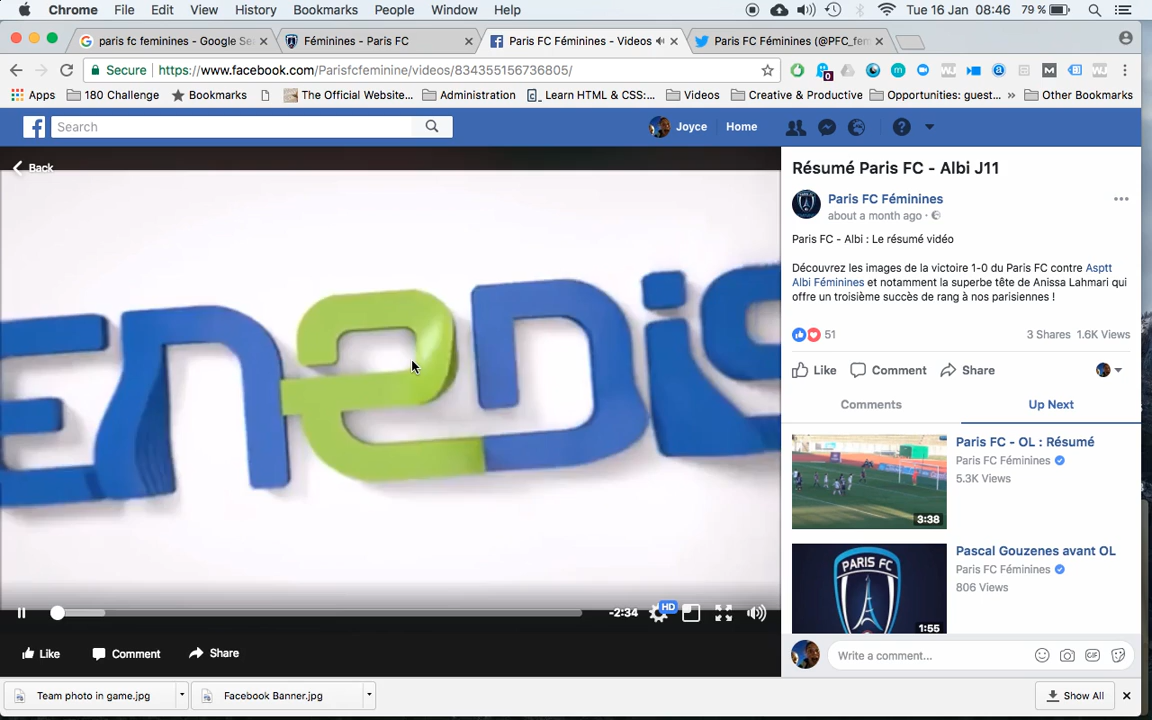 Chrome File Edit View History Bookmarks People Window Help Tue 16 Jan 08:46 79 %
paris fc feminines - Google Se Féminines - Paris FC Paris FC Féminines - Videos Paris FC Féminines (@PFC_fem
Secure https://www.facebook.com/Parisfcfeminine/videos/834355156736805/
0
Apps 180 Challenge Bookmarks The Official Website... Administration Learn HTML & CSS:... Videos Creative & Productive Opportunities: guest... » Other Bookmarks
Search Joyce Home
Back
ENEDIS
Résumé Paris FC - Albi J11
Paris FC Féminines
about a month ago ·
Paris FC - Albi : Le résumé vidéo
Découvrez les images de la victoire 1-0 du Paris FC contre Asptt
Albi Féminines et notamment la superbe tête de Anissa Lahmari qui
offre un troisième succès de rang à nos parisiennes !
51 3 Shares 1.6K Views
Like Comment Share
Comments Up Next
Paris FC - OL : Résumé
Paris FC Féminines
5.3K Views
3:38
Pascal Gouzenes avant OL
Paris FC Féminines
806 Views
PARIS FC
1:55
-2:34 HD
Like Comment Share
Write a comment...
GIF
Team photo in game.jpg Facebook Banner.jpg Show All